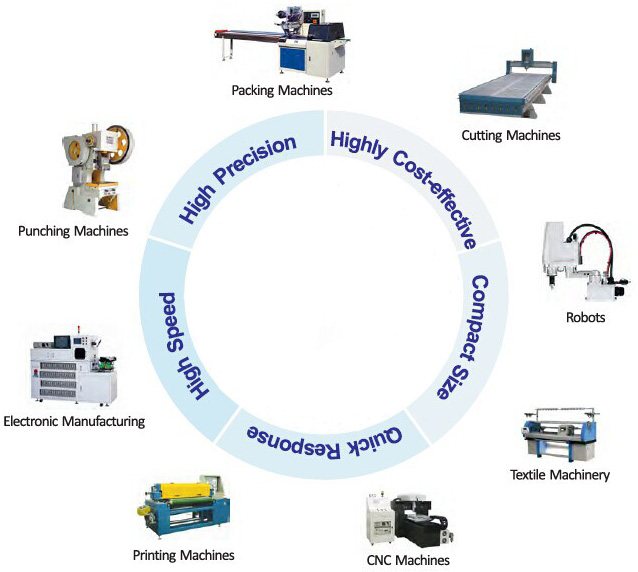 Packing Machines
Cutting Machines
Highly Cost-effective
High Precision
Punching Machines
Robots
Compact Size
High Speed
Electronic Manufacturing
Quick Response
Textile Machinery
Printing Machines
CNC Machines